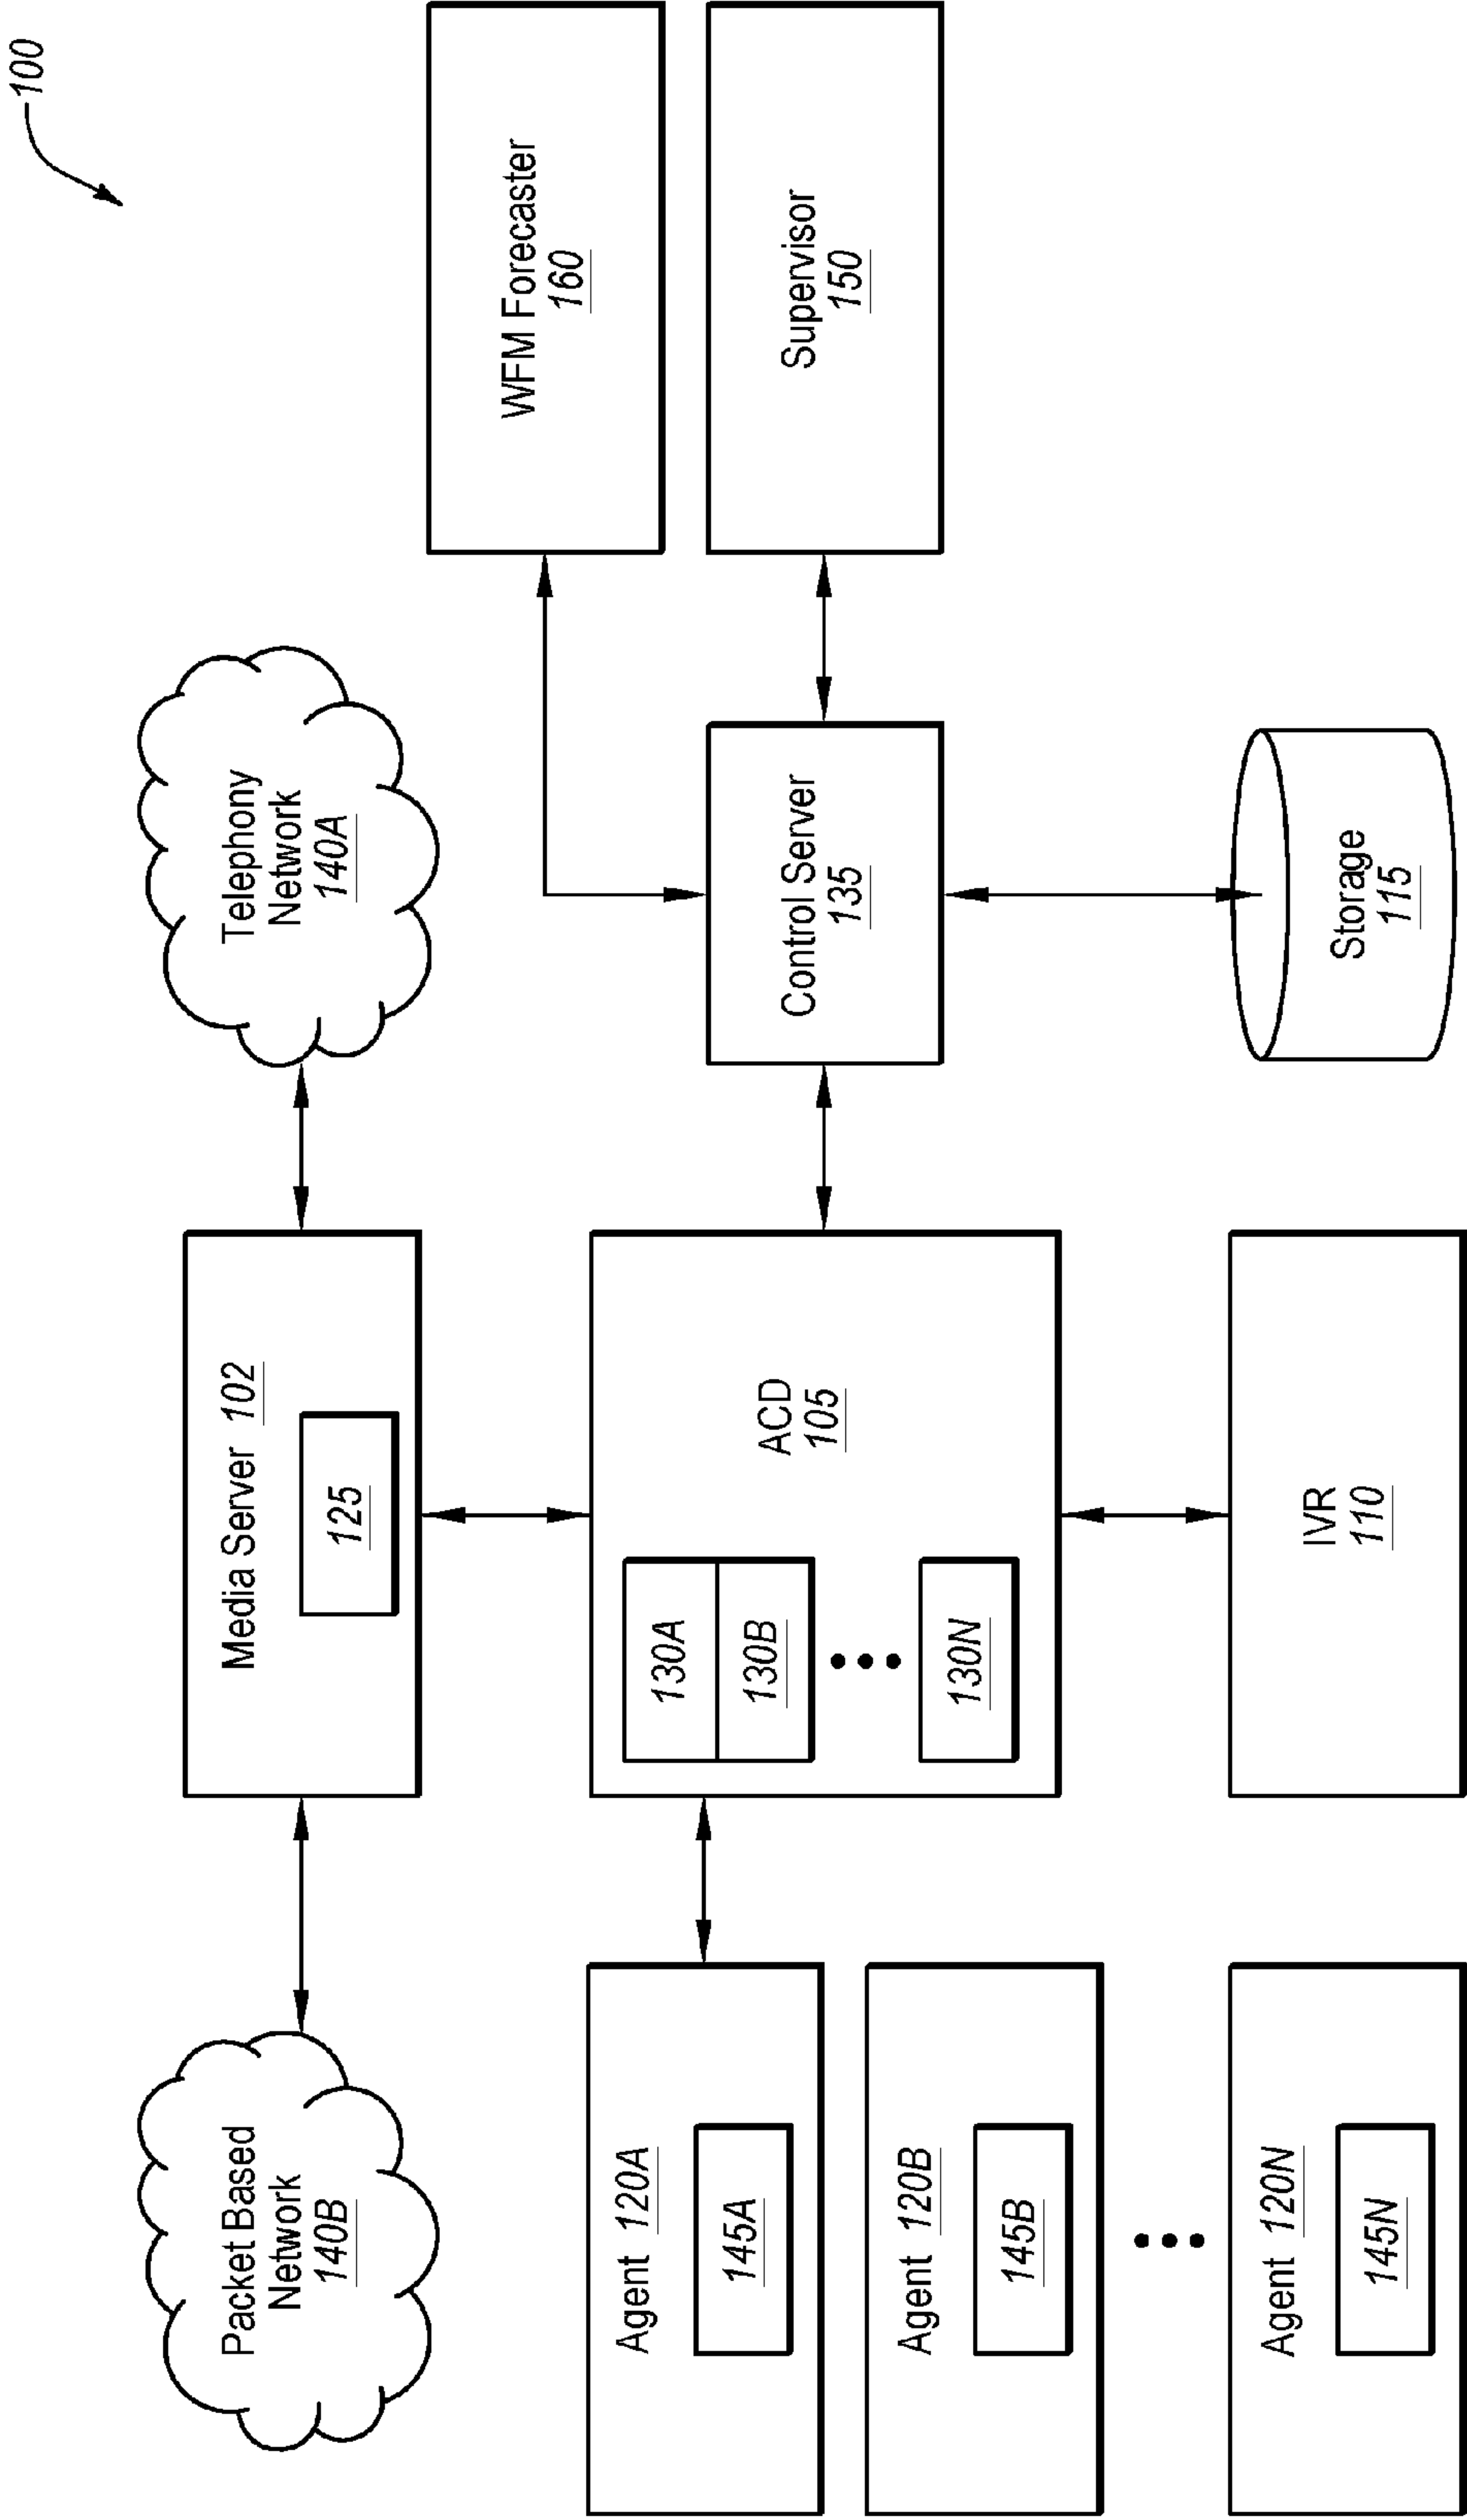 100
Packet Based
Network
140B
Media Server 102
125
Telephony
Network
140A
WFM Forecaster
160
Agent 120A
145A
Agent 120B
145B
Agent 120N
145N
130A
130B
130N
ACD
105
Control Server
135
Supervisor
150
IVR
110
Storage
115